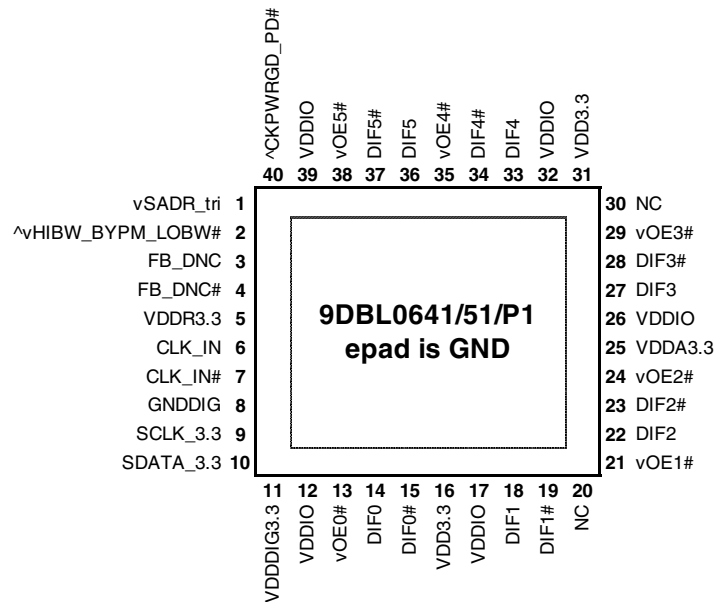 ^CKPWRGD_PD#
VDDIO
vOE5#
DIF5#
DIF5
vOE4#
DIF4#
DIF4
VDDIO
VDD3.3
40 39 38 37 36 35 34 33 32 31
vSADR_tri 1
^vHIBW_BYPM_LOBW# 2
FB_DNC 3
FB_DNC# 4
VDDR3.3 5
CLK_IN 6
CLK_IN# 7
GNDDIG 8
SCLK_3.3 9
SDATA_3.3 10
9DBL0641/51/P1
epad is GND
30 NC
29 vOE3#
28 DIF3#
27 DIF3
26 VDDIO
25 VDDA3.3
24 vOE2#
23 DIF2#
22 DIF2
21 vOE1#
11 12 13 14 15 16 17 18 19 20
VDDDIG3.3
VDDIO
vOE0#
DIF0
DIF0#
VDD3.3
VDDIO
DIF1
DIF1#
NC